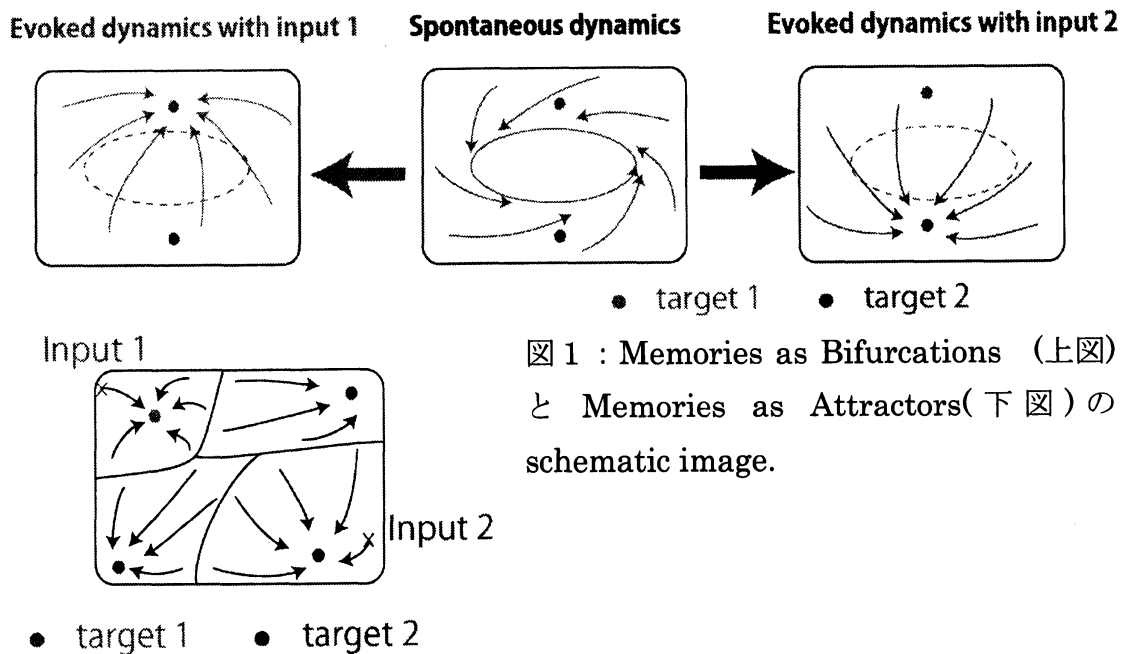 Evoked dynamics with input 1
Spontaneous dynamics
Evoked dynamics with input 2
target 1
target 2
Input 1
Input 2
target 1
target 2
図 1 : Memories as Bifurcations (上図)
と Memories as Attractors(下図)の
schematic image.